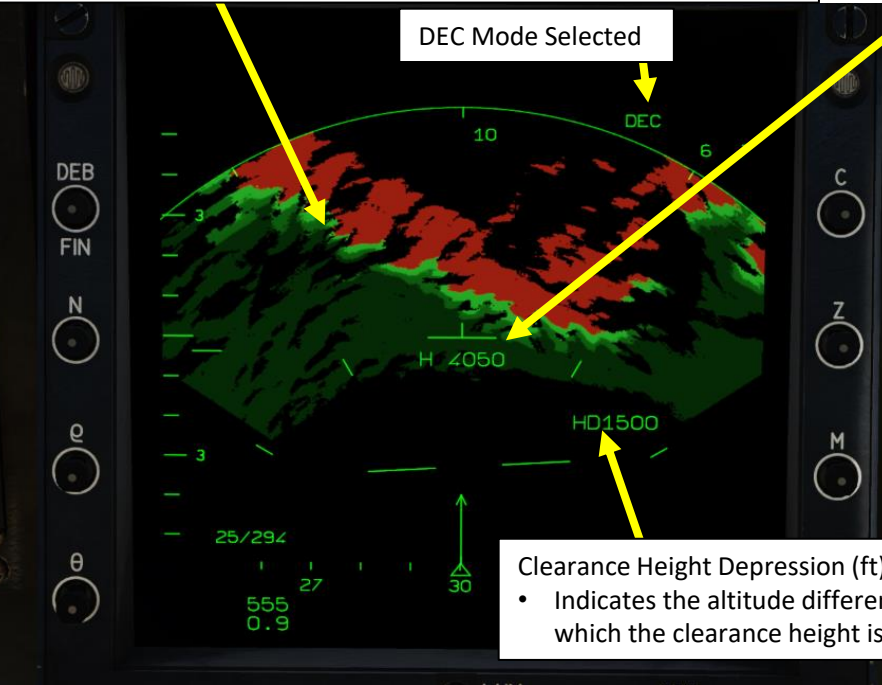 DEC Mode Selected
DEC
10
6
DEB
FIN
C
3
N
Z
H 4050
HD1500
ρ
M
3
25/294
θ
27
30
555
0.9
Clearance Height Depression (ft)
• Indicates the altitude differen
which the clearance height is